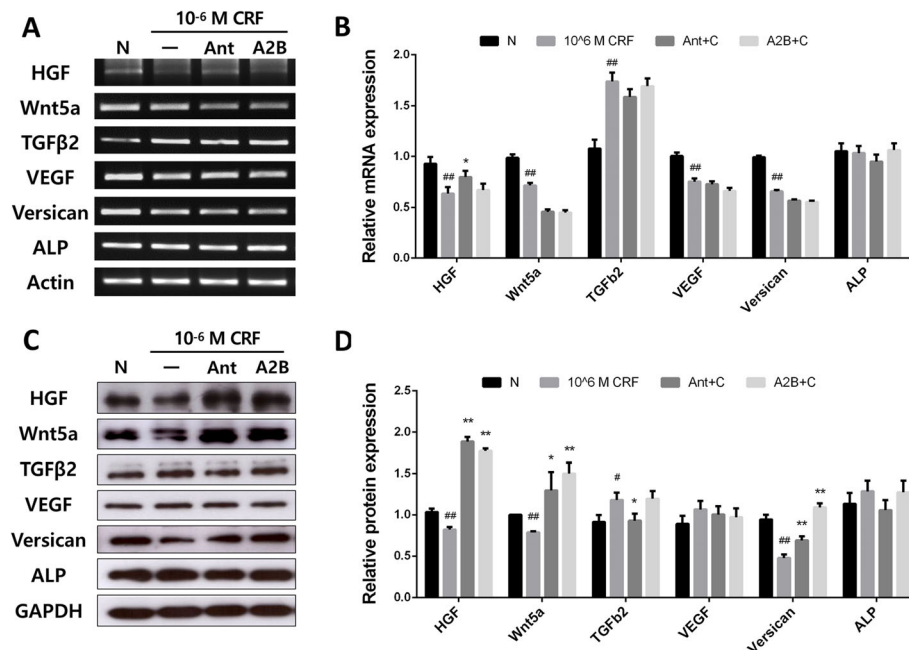 A
10⁻⁶ M CRF
N — Ant A2B
HGF
Wnt5a
TGFβ2
VEGF
Versican
ALP
Actin
B
N 10^6 M CRF Ant+C A2B+C
Relative mRNA expression
2.0
1.5
1.0
0.5
0.0
## *
##
##
##
##
HGF Wnt5a TGFb2 VEGF Versican ALP
C
10⁻⁶ M CRF
N — Ant A2B
HGF
Wnt5a
TGFβ2
VEGF
Versican
ALP
GAPDH
D
N 10^6 M CRF Ant+C A2B+C
Relative protein expression
2.5
2.0
1.5
1.0
0.5
0.0
## ** **
## * **
# *
## ** **
HGF Wnt5a TGFb2 VEGF Versican ALP